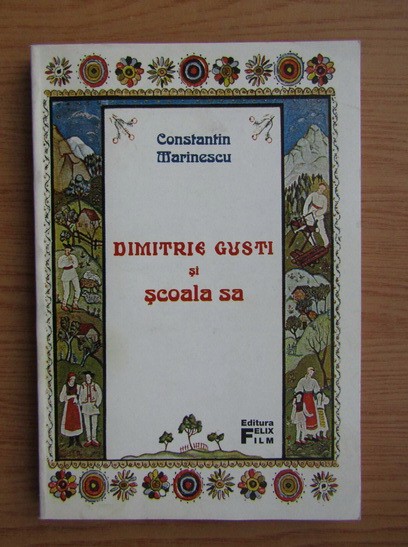 Constantin
Marinescu
DIMITRIE GUSTI
și
școala sa
Editura
FELIX
FILM